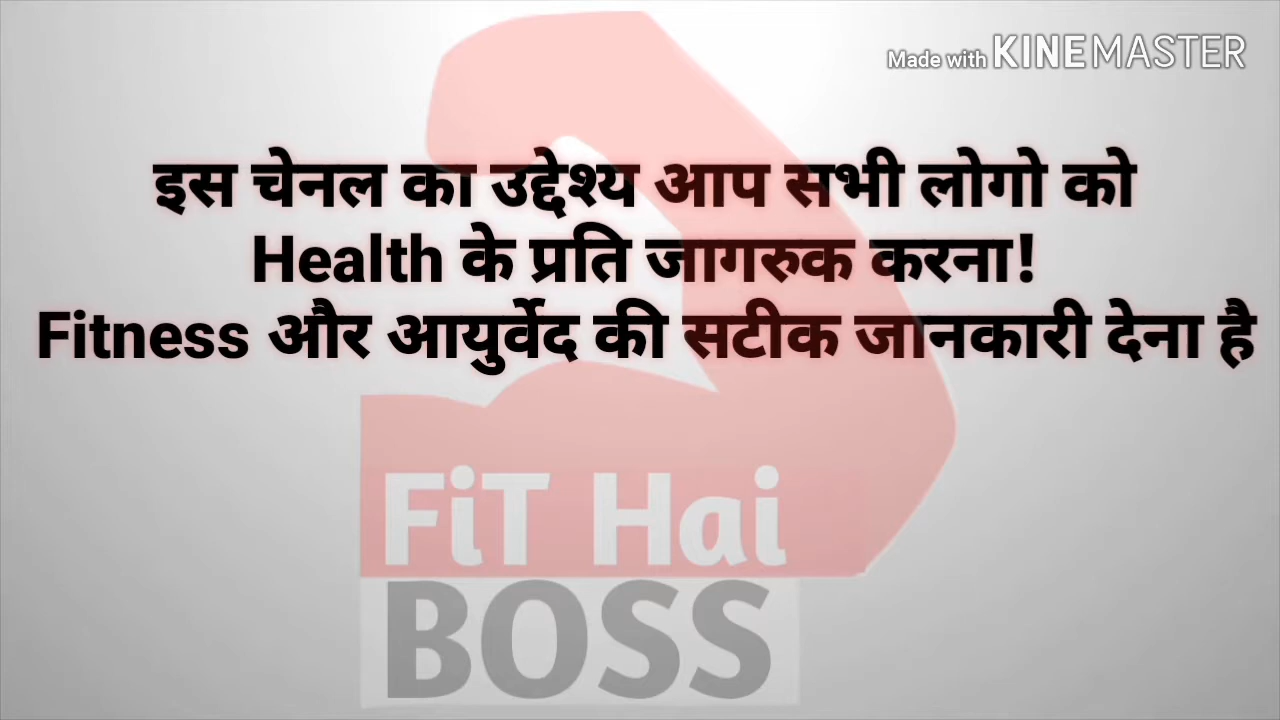 Made with KINEMASTER
इस चेनल का उद्देश्य आप सभी लोगो को
Health के प्रति जागरुक करना!
Fitness और आयुर्वेद की सटीक जानकारी देना है
FiT Hai
BOSS